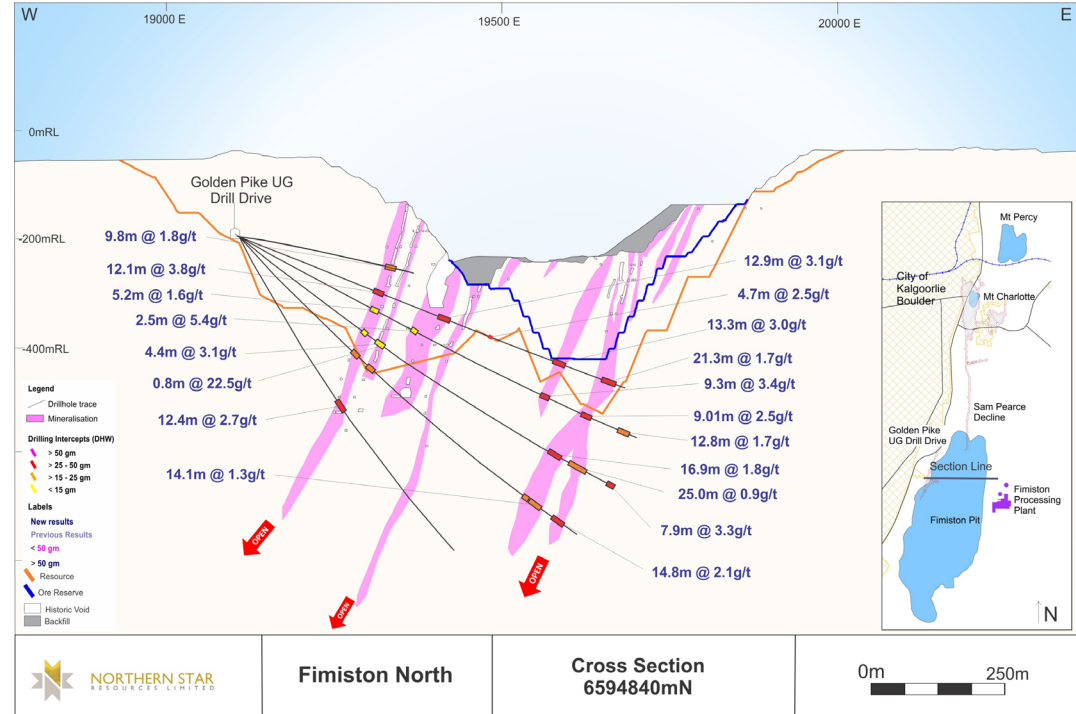 W
19000 E
19500 E
20000 E
E
0mRL
-200mRL
-400mRL
Golden Pike UG
Drill Drive
9.8m @ 1.8g/t
12.1m @ 3.8g/t
5.2m @ 1.6g/t
2.5m @ 5.4g/t
4.4m @ 3.1g/t
0.8m @ 22.5g/t
12.4m @ 2.7g/t
14.1m @ 1.3g/t
12.9m @ 3.1g/t
4.7m @ 2.5g/t
13.3m @ 3.0g/t
21.3m @ 1.7g/t
9.3m @ 3.4g/t
9.01m @ 2.5g/t
12.8m @ 1.7g/t
16.9m @ 1.8g/t
25.0m @ 0.9g/t
7.9m @ 3.3g/t
14.8m @ 2.1g/t
OPEN
OPEN
OPEN
Legend
Drillhole trace
Mineralisation
Drilling Intercepts (DHW)
> 50 gm
> 25 - 50 gm
> 15 - 25 gm
< 15 gm
Labels
New results
Previous Results
< 50 gm
> 50 gm
Resource
Ore Reserve
Historic Void
Backfill
Mt Percy
City of
Kalgoorlie
Boulder
Mt Charlotte
Sam Pearce
Decline
Golden Pike
UG Drill Drive
Section Line
Fimiston
Processing
Plant
Fimiston Pit
N
NORTHERN STAR
RESOURCES LIMITED
Fimiston North
Cross Section
6594840mN
0m
250m